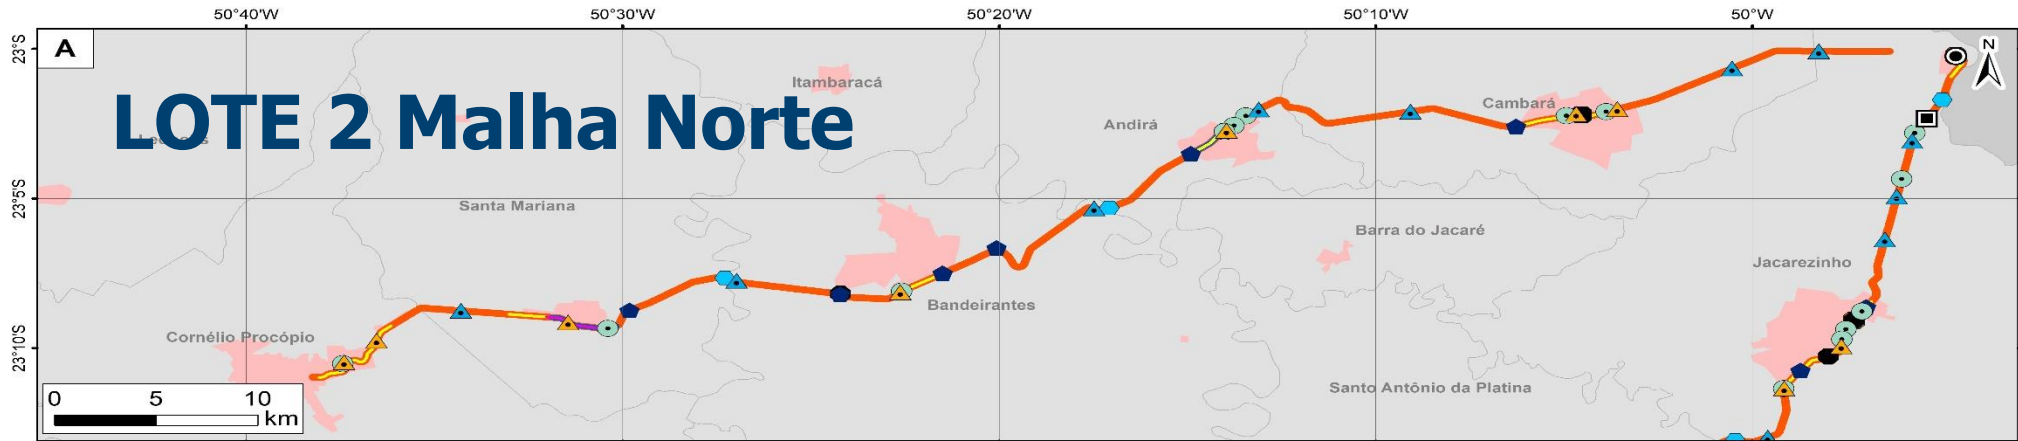 50°40'W 50°30'W 50°20'W 50°10'W 50°W
23°S
A
N
LOTE 2 Malha Norte
Itambaracá
Cambará
Andirá
23°5'S
Santa Mariana
Barra do Jacaré
Jacarezinho
Bandeirantes
Cornélio Procópio
23°10'S
Santo Antônio da Platina
0 5 10
km